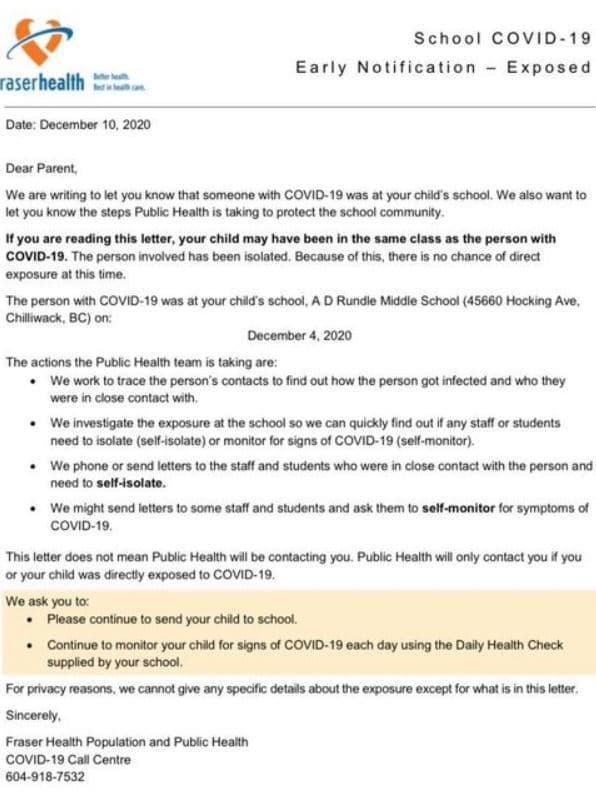 School COVID-19
Early Notification – Exposed
raserhealth
Better health.
Best in health care.
Date: December 10, 2020
Dear Parent,
We are writing to let you know that someone with COVID-19 was at your child's school. We also want to
let you know the steps Public Health is taking to protect the school community.
If you are reading this letter, your child may have been in the same class as the person with
COVID-19. The person involved has been isolated. Because of this, there is no chance of direct
exposure at this time.
The person with COVID-19 was at your child's school, A D Rundle Middle School (45660 Hocking Ave,
Chilliwack, BC) on:
December 4, 2020
The actions the Public Health team is taking are:
• We work to trace the person's contacts to find out how the person got infected and who they
were in close contact with.
• We investigate the exposure at the school so we can quickly find out if any staff or students
need to isolate (self-isolate) or monitor for signs of COVID-19 (self-monitor).
• We phone or send letters to the staff and students who were in close contact with the person and
need to self-isolate.
• We might send letters to some staff and students and ask them to self-monitor for symptoms of
COVID-19.
This letter does not mean Public Health will be contacting you. Public Health will only contact you if you
or your child was directly exposed to COVID-19.
We ask you to:
• Please continue to send your child to school.
• Continue to monitor your child for signs of COVID-19 each day using the Daily Health Check
supplied by your school.
For privacy reasons, we cannot give any specific details about the exposure except for what is in this letter.
Sincerely,
Fraser Health Population and Public Health
COVID-19 Call Centre
604-918-7532